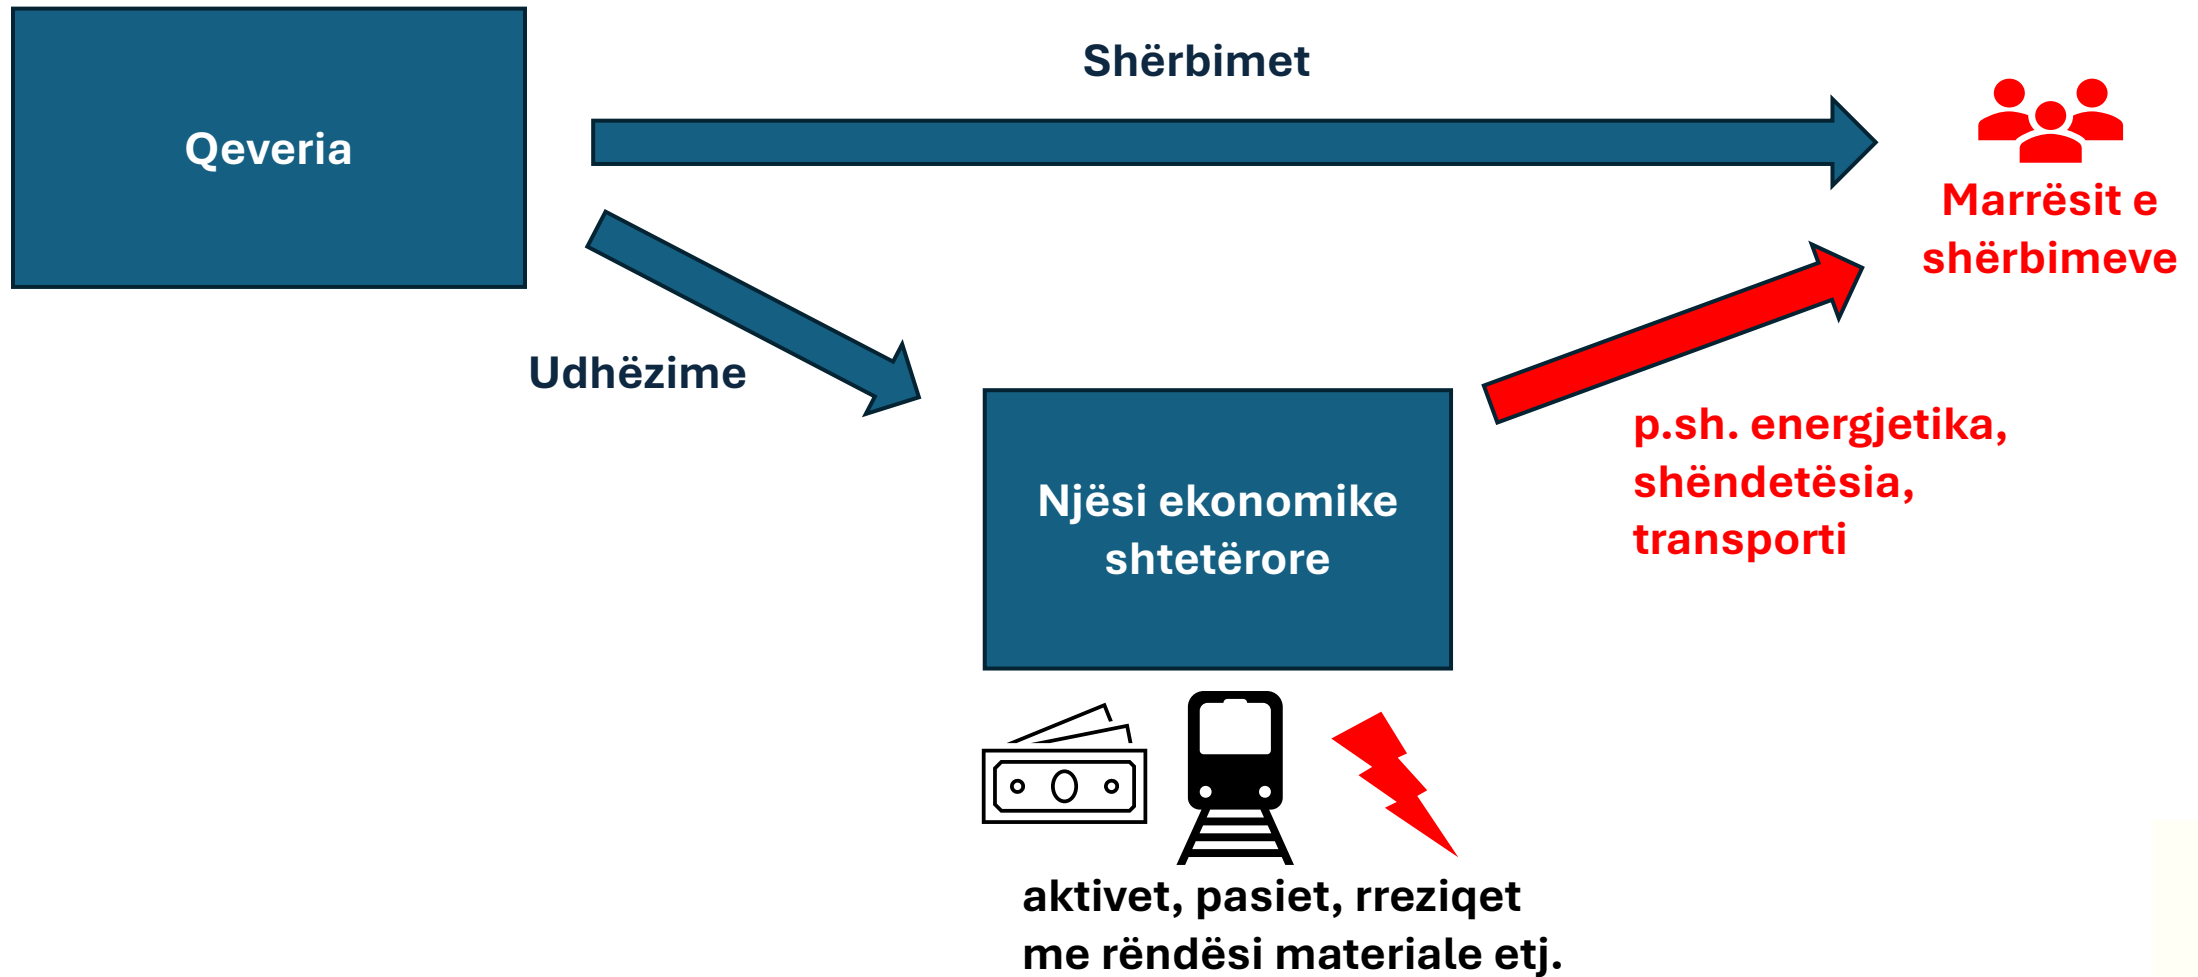 Qeveria
Shërbimet
Marrësit e
shërbimeve
Udhëzime
Njësi ekonomike
shtetërore
p.sh. energjetika,
shëndetësia,
transporti
aktivet, pasiet, rreziqet
me rëndësi materiale etj.